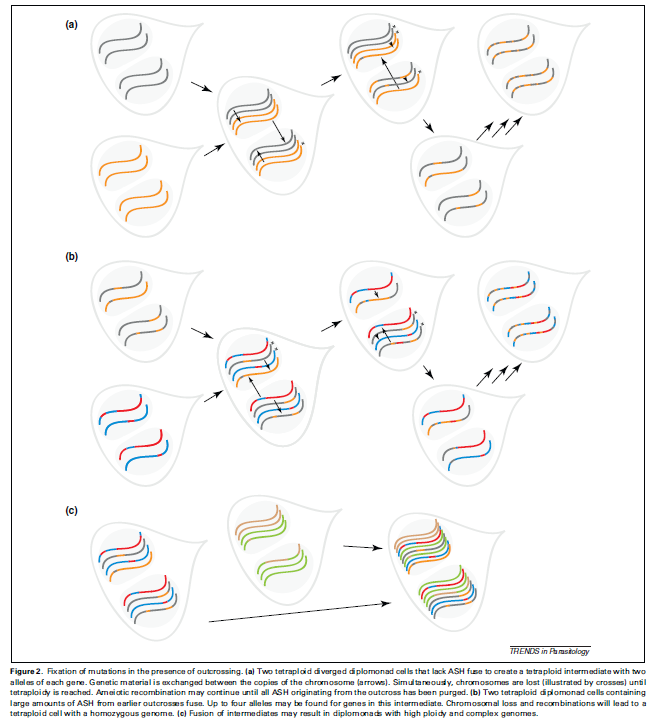 (a)
(b)
(c)
TRENDS in Parasitology
Figure 2. Fixation of mutations in the presence of outcrossing. (a) Two tetraploid diverged diplomonad cells that lack ASH fuse to create a tetraploid intermediate with two
alleles of each gene. Genetic material is exchanged between the copies of the chromosome (arrows). Simultaneously, chromosomes are lost (illustrated by crosses) until
tetraploidy is reached. Ameiotic recombination may continue until all ASH originating from the outcross has been purged. (b) Two tetraploid diplomonad cells containing
large amounts of ASH from earlier outcrosses fuse. Up to four alleles may be found for genes in this intermediate. Chromosomal loss and recombinations will lead to a
tetraploid cell with a homozygous genome. (c) Fusion of intermediates may result in diplomonads with high ploidy and complex genomes.